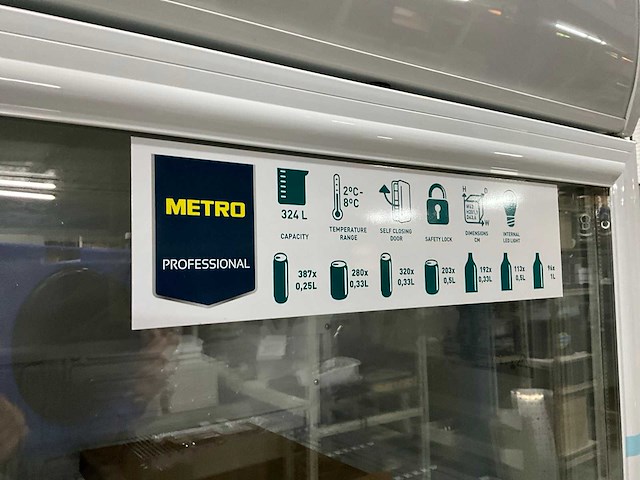 METRO
PROFESSIONAL
324 L
CAPACITY
2°C-
8°C
TEMPERATURE
RANGE
SELF CLOSING
DOOR
SAFETY LOCK
H D
W
DIMENSIONS
CM
INTERNAL
LED LIGHT
387x
0,25L
280x
0,33L
320x
0,33L
203x
0,5L
192x
0,33L
113x
0,5L
96x
1L